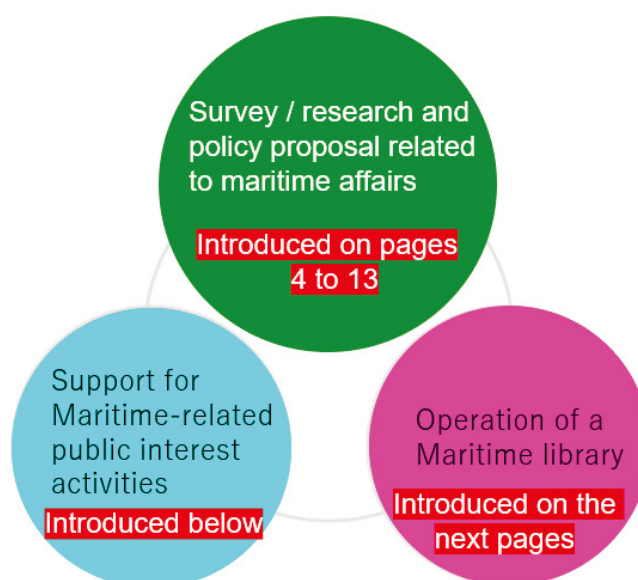 Survey / research and
policy proposal related
to maritime affairs
Introduced on pages
4 to 13
Support for
Maritime-related
public interest
activities
Introduced below
Operation of a
Maritime library
Introduced on the
next pages